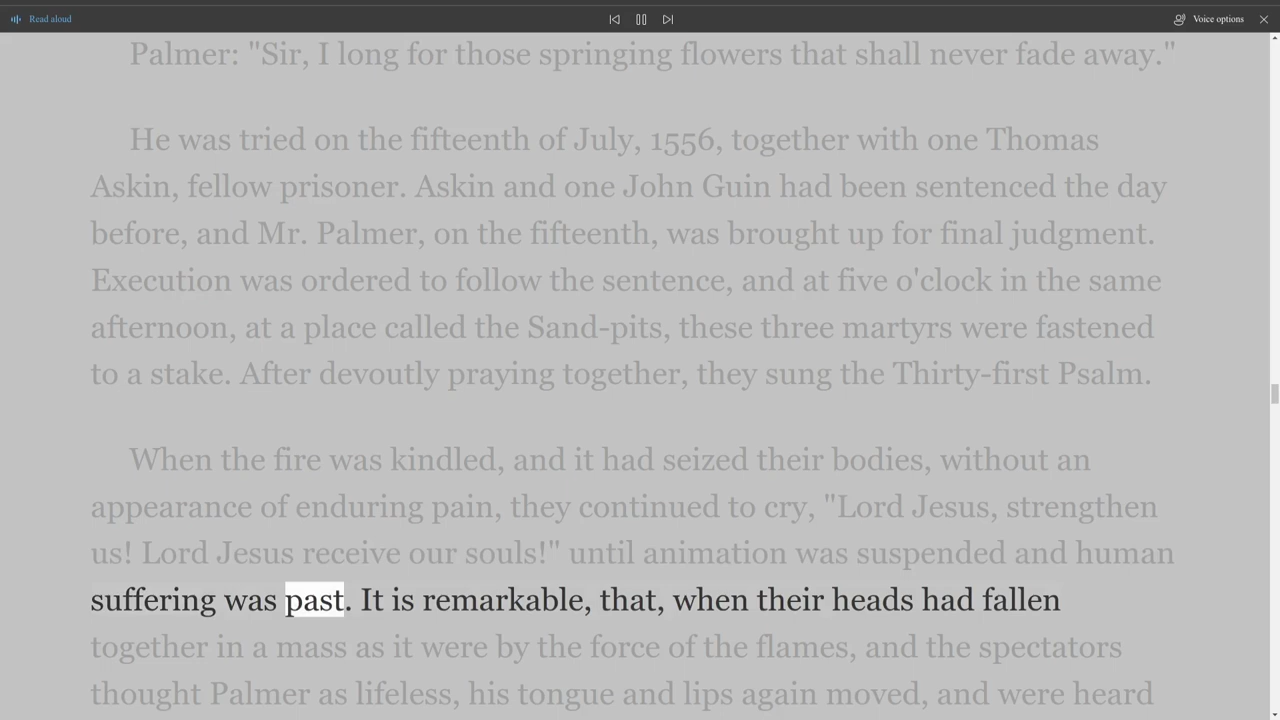 Read aloud
Voice options
Palmer: "Sir, I long for those springing flowers that shall never fade away."
He was tried on the fifteenth of July, 1556, together with one Thomas
Askin, fellow prisoner. Askin and one John Guin had been sentenced the day
before, and Mr. Palmer, on the fifteenth, was brought up for final judgment.
Execution was ordered to follow the sentence, and at five o'clock in the same
afternoon, at a place called the Sand-pits, these three martyrs were fastened
to a stake. After devoutly praying together, they sung the Thirty-first Psalm.
When the fire was kindled, and it had seized their bodies, without an
appearance of enduring pain, they continued to cry, "Lord Jesus, strengthen
us! Lord Jesus receive our souls!" until animation was suspended and human
suffering was past. It is remarkable, that, when their heads had fallen
together in a mass as it were by the force of the flames, and the spectators
thought Palmer as lifeless, his tongue and lips again moved, and were heard